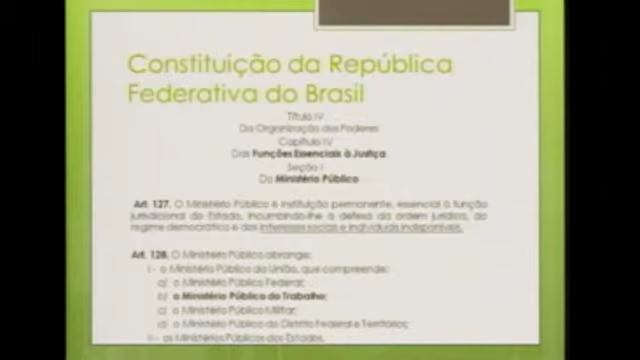 Constituição da República
Federativa do Brasil
Título IV
Da Organização dos Poderes
Capítulo IV
Das Funções Essenciais à Justiça
Seção I
Do Ministério Público
Art. 127. O Ministério Público é instituição permanente, essencial à função
jurisdicional do Estado, incumbindo-lhe a defesa da ordem jurídica, do
regime democrático e dos interesses sociais e individuais indisponíveis.
Art. 128. O Ministério Público abrange:
I - o Ministério Público da União, que compreende:
a) o Ministério Público Federal;
b) o Ministério Público do Trabalho;
c) o Ministério Público Militar;
d) o Ministério Público do Distrito Federal e Territórios;
II - os Ministérios Públicos dos Estados.